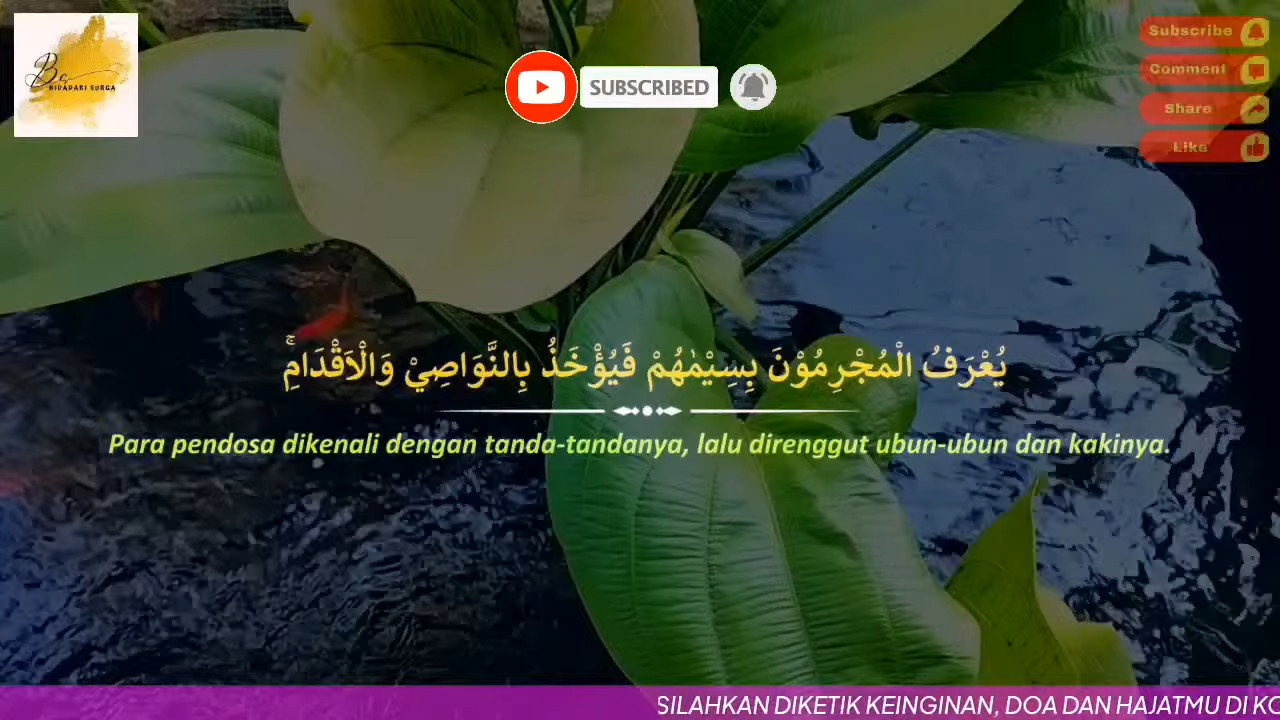 Bs
BIDADARI SURGA
SUBSCRIBED
Subscribe
Comment
Share
Like
يُعْرَفُ الْمُجْرِمُوْنَ بِسِيْمٰهُمْ فَيُؤْخَذُ بِالنَّوَاصِيْ وَالْاَقْدَامِۚ
Para pendosa dikenali dengan tanda-tandanya, lalu direnggut ubun-ubun dan kakinya.
SILAHKAN DIKETIK KEINGINAN, DOA DAN HAJATMU DI KO